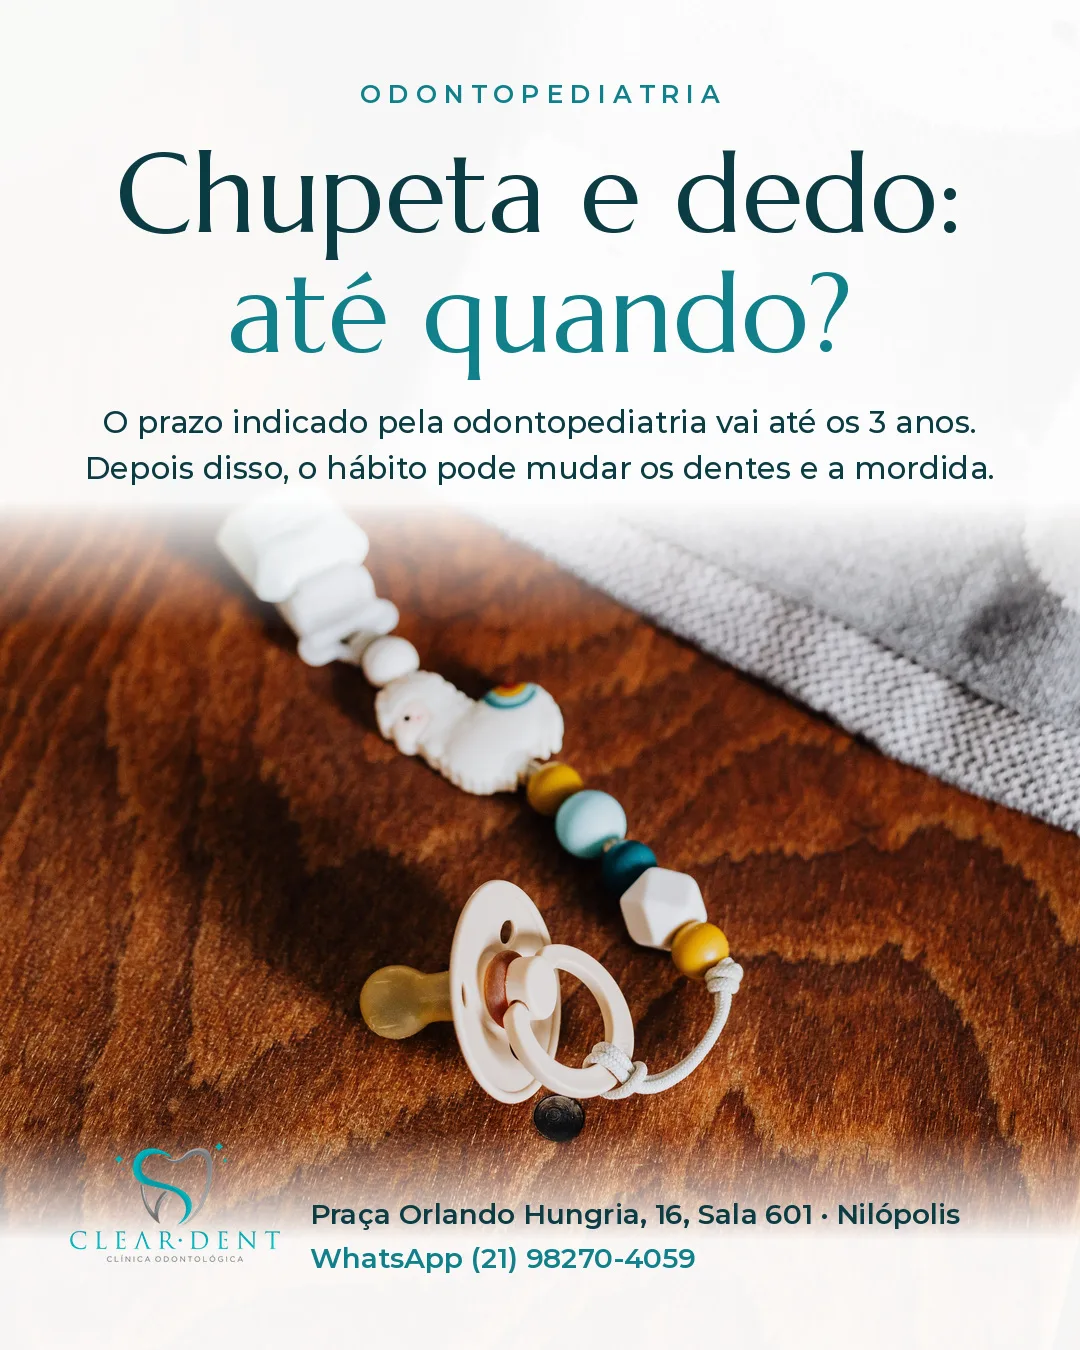 ODONTOPEDIATRIA
Chupeta e dedo:
até quando?
O prazo indicado pela odontopediatria vai até os 3 anos.
Depois disso, o hábito pode mudar os dentes e a mordida.
CLEAR·DENT
CLÍNICA ODONTOLÓGICA
Praça Orlando Hungria, 16, Sala 601 · Nilópolis
WhatsApp (21) 98270-4059